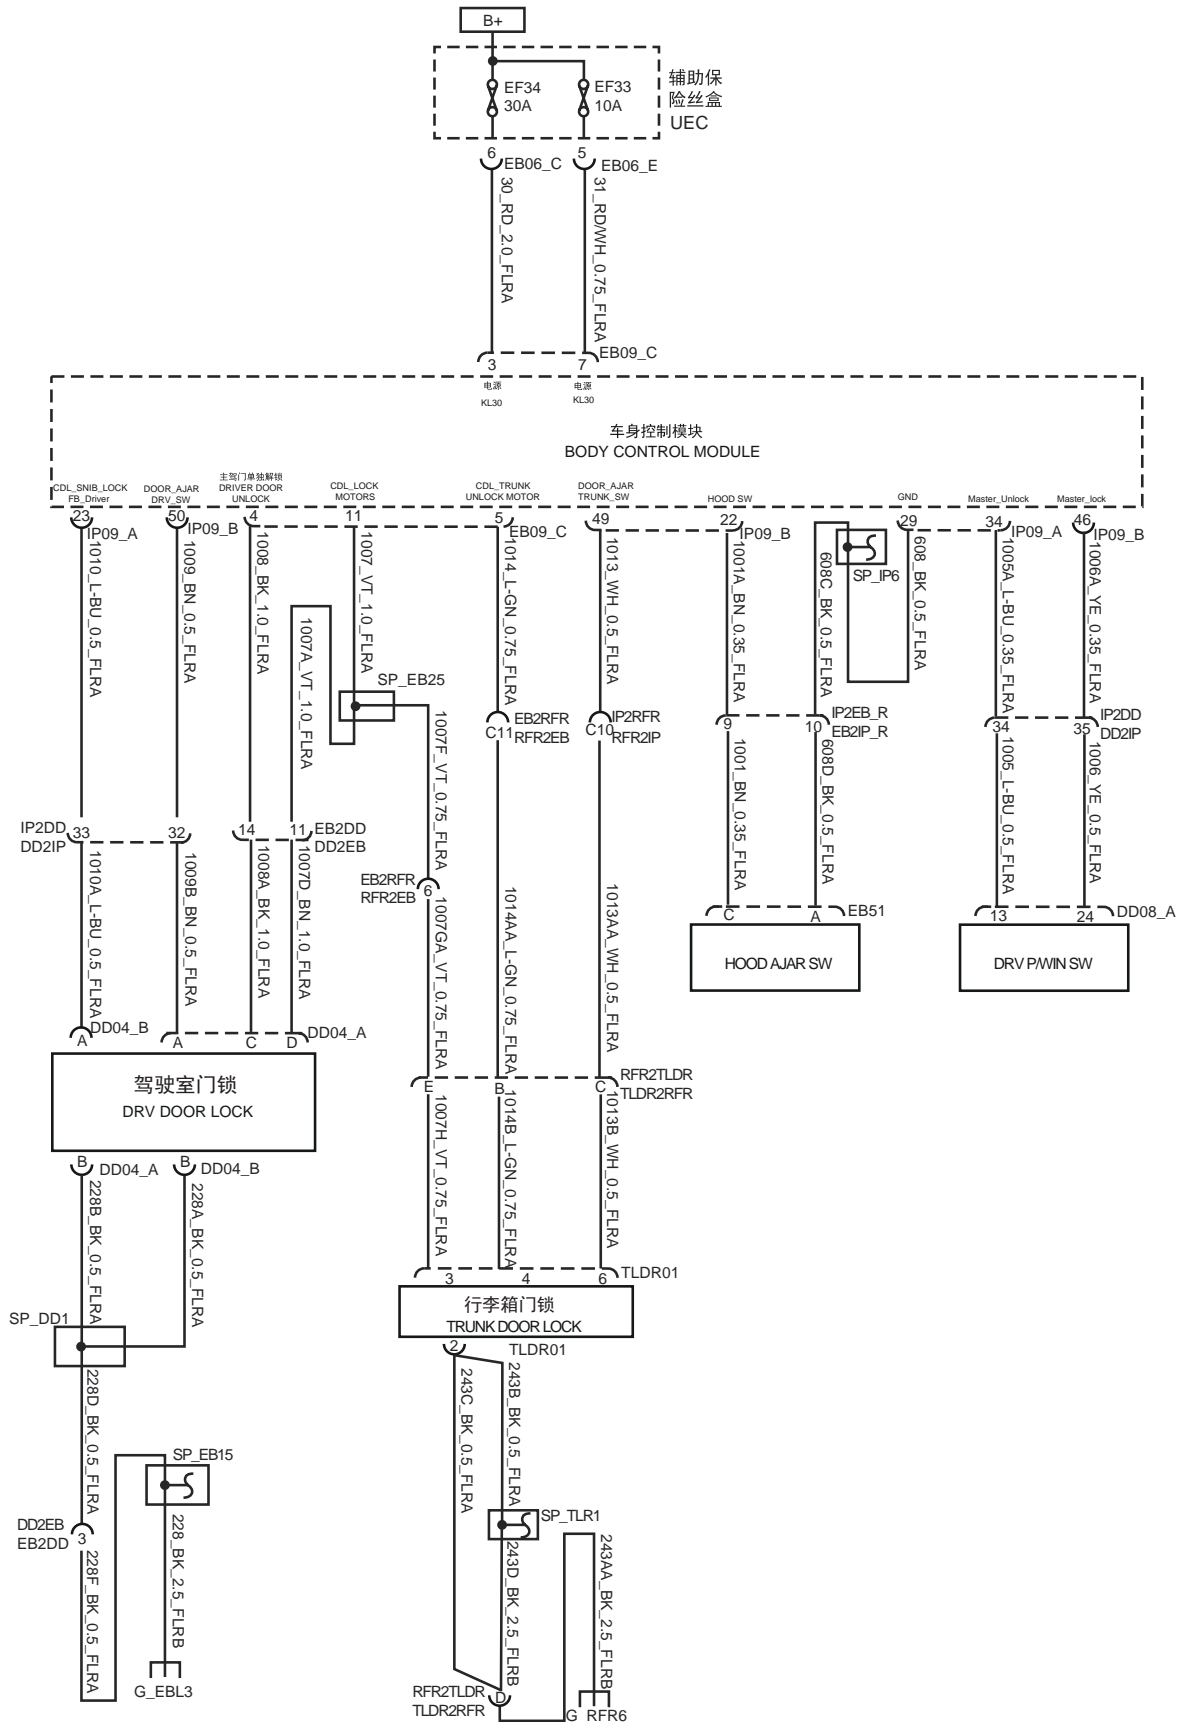 B+
EF34
30A
EF33
10A
辅助保
险丝盒
UEC
6
EB06_C
5
EB06_E
30_RD_2.0_FLRA
31_RD/WH_0.75_FLRA
3
7
EB09_C
电源
KL30
电源
KL30
车身控制模块
BODY CONTROL MODULE
CDL_SNIB_LOCK
FB_Driver
DOOR_AJAR
DRV_SW
主驾门单独解锁
DRIVER DOOR
UNLOCK
CDL_LOCK
MOTORS
CDL_TRUNK
UNLOCK MOTOR
DOOR_AJAR
TRUNK_SW
HOOD SW
GND
Master_Unlock
Master_lock
23
IP09_A
50
IP09_B
4
11
5
EB09_C
49
22
IP09_B
29
34
IP09_A
46
IP09_B
1010_L-BU_0.5_FLRA
1009_BN_0.5_FLRA
1008_BK_1.0_FLRA
1007A_VT_1.0_FLRA
1007_VT_1.0_FLRA
1014_L-GN_0.75_FLRA
1013_WH_0.5_FLRA
1001A_BN_0.35_FLRA
608C_BK_0.5_FLRA
SP_IP6
608_BK_0.5_FLRA
1005A_L-BU_0.35_FLRA
1006A_YE_0.35_FLRA
SP_EB25
1007F_VT_0.75_FLRA
EB2RFR
C11
RFR2EB
IP2RFR
C10
RFR2IP
9
10
IP2EB_R
EB2IP_R
34
35
IP2DD
DD2IP
1001_BN_0.35_FLRA
608D_BK_0.5_FLRA
1005_L-BU_0.5_FLRA
1006_YE_0.5_FLRA
IP2DD
DD2IP
33
32
14
11
EB2DD
DD2EB
EB2RFR
RFR2EB
6
1010A_L-BU_0.5_FLRA
1009B_BN_0.5_FLRA
1008A_BK_1.0_FLRA
1007D_BN_1.0_FLRA
1007GA_VT_0.75_FLRA
1014AA_L-GN_0.75_FLRA
1013AA_WH_0.5_FLRA
C
A
EB51
HOOD AJAR SW
13
24
DD08_A
DRV P/WIN SW
A
DD04_B
A
C
D
DD04_A
驾驶室门锁
DRV DOOR LOCK
E
B
C
RFR2TLDR
TLDR2RFR
1007H_VT_0.75_FLRA
1014B_L-GN_0.75_FLRA
1013B_WH_0.5_FLRA
B
DD04_A
B
DD04_B
228B_BK_0.5_FLRA
228A_BK_0.5_FLRA
3
4
6
TLDR01
行李箱门锁
TRUNK DOOR LOCK
SP_DD1
2
TLDR01
228D_BK_0.5_FLRA
243C_BK_0.5_FLRA
243B_BK_0.5_FLRA
SP_EB15
SP_TLR1
DD2EB
EB2DD
3
228F_BK_0.5_FLRA
228_BK_2.5_FLRB
243D_BK_2.5_FLRB
243AA_BK_2.5_FLRB
G_EBL3
RFR2TLDR
TLDR2RFR
D
G_RFR6